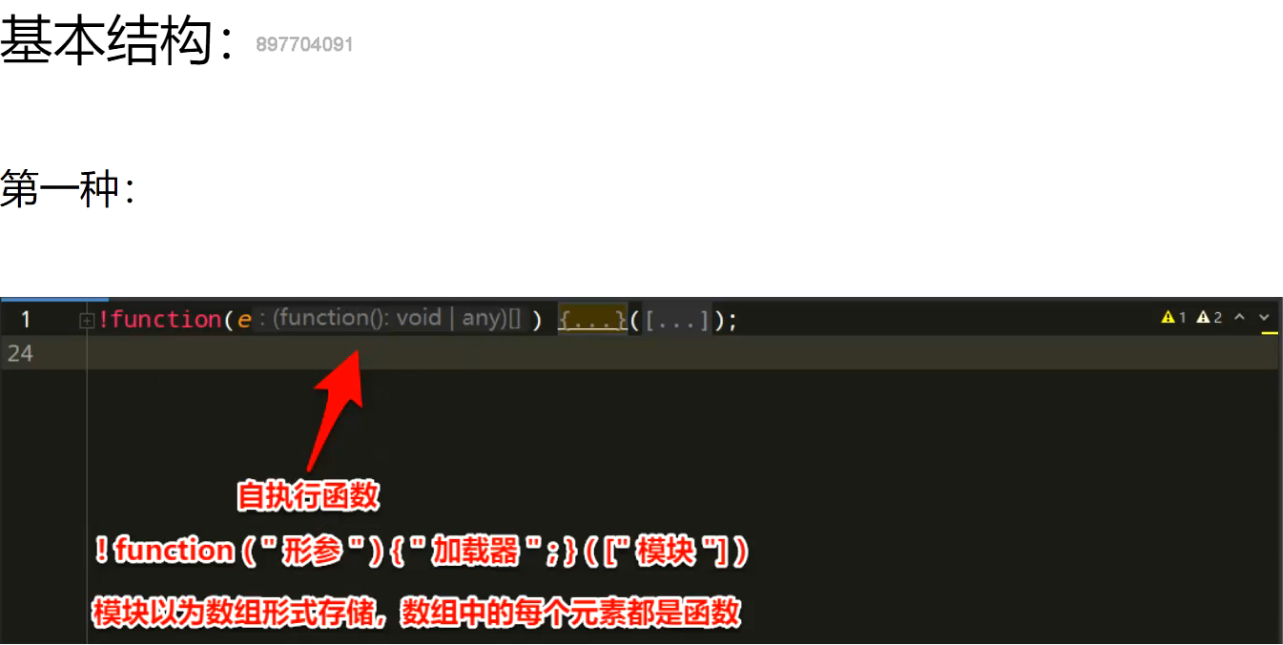 基本结构：897704091
第一种：
1 !function(e : (function(): void | any)[] ) {...}([...]); 1 2
24
自执行函数
! function ( " 形参 " ) { " 加载器 " ; } ( [" 模块 "] )
模块以为数组形式存储，数组中的每个元素都是函数